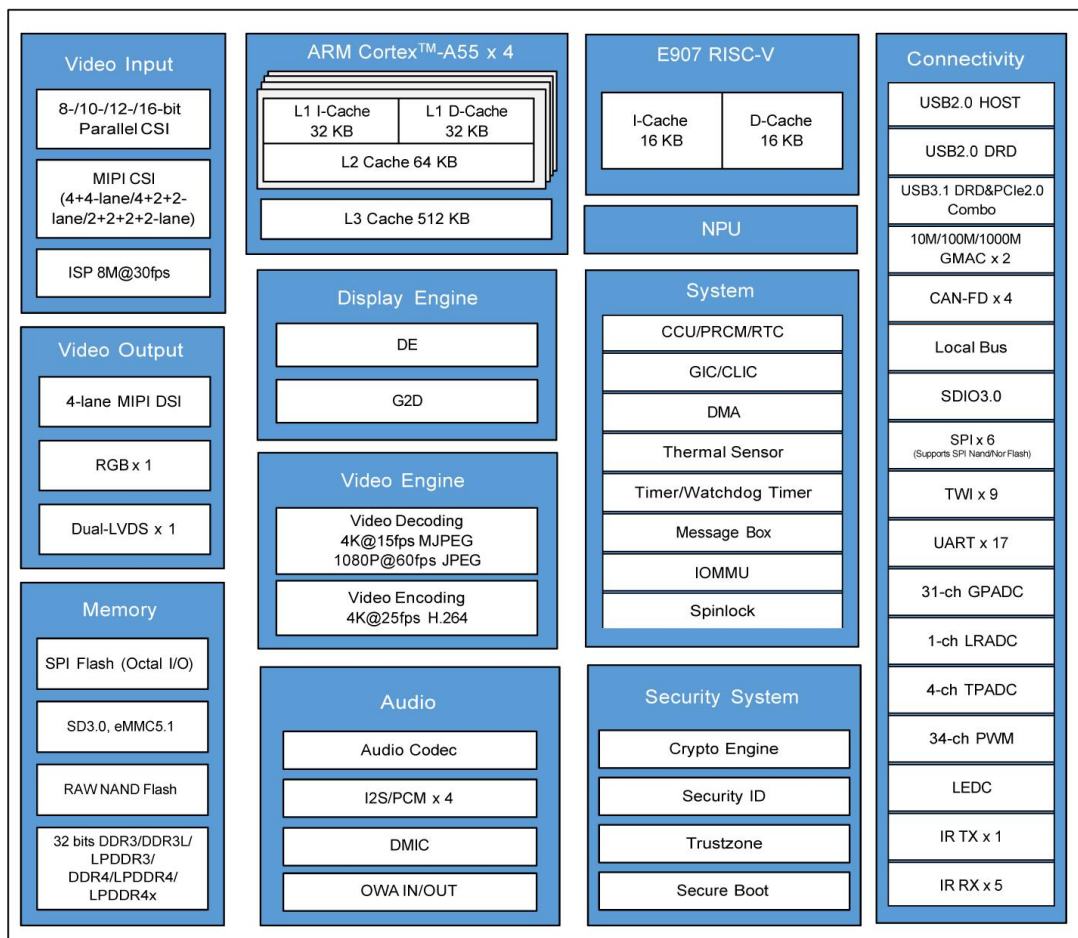 Video Input
8-/10-/12-/16-bit
Parallel CSI
MIPI CSI
(4+4-lane/4+2+2-
lane/2+2+2+2-lane)
ISP 8M@30fps
Video Output
4-lane MIPI DSI
RGB x 1
Dual-LVDS x 1
Memory
SPI Flash (Octal I/O)
SD3.0, eMMC5.1
RAW NAND Flash
32 bits DDR3/DDR3L/
LPDDR3/
DDR4/LPDDR4/
LPDDR4x
ARM Cortex™-A55 x 4
L1 I-Cache
32 KB
L1 D-Cache
32 KB
L2 Cache 64 KB
L3 Cache 512 KB
Display Engine
DE
G2D
Video Engine
Video Decoding
4K@15fps MJPEG
1080P@60fps JPEG
Video Encoding
4K@25fps H.264
Audio
Audio Codec
I2S/PCM x 4
DMIC
OWA IN/OUT
E907 RISC-V
I-Cache
16 KB
D-Cache
16 KB
NPU
System
CCU/PRCM/RTC
GIC/CLIC
DMA
Thermal Sensor
Timer/Watchdog Timer
Message Box
IOMMU
Spinlock
Security System
Crypto Engine
Security ID
Trustzone
Secure Boot
Connectivity
USB2.0 HOST
USB2.0 DRD
USB3.1 DRD&PCIe2.0
Combo
10M/100M/1000M
GMAC x 2
CAN-FD x 4
Local Bus
SDIO3.0
SPI x 6
(Supports SPI Nand/Nor Flash)
TWI x 9
UART x 17
31-ch GPADC
1-ch LRADC
4-ch TPADC
34-ch PWM
LEDC
IR TX x 1
IR RX x 5